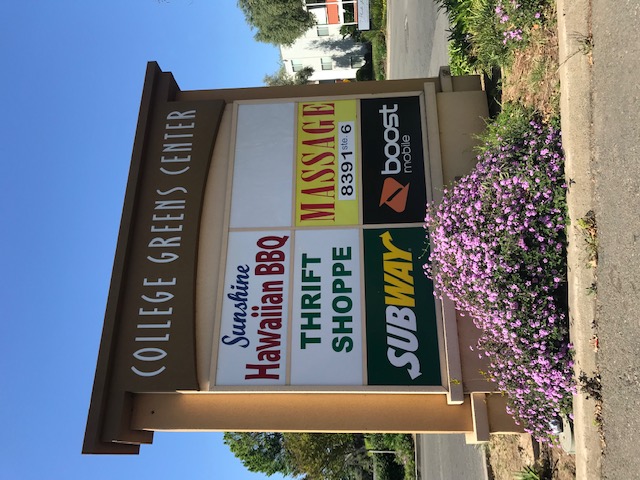 COLLEGE GREENS CENTER
Sunshine
Hawaiian BBQ
THRIFT
SHOPPE
MASSAGE
8391 ste. 6
SUBWAY
boost
mobile